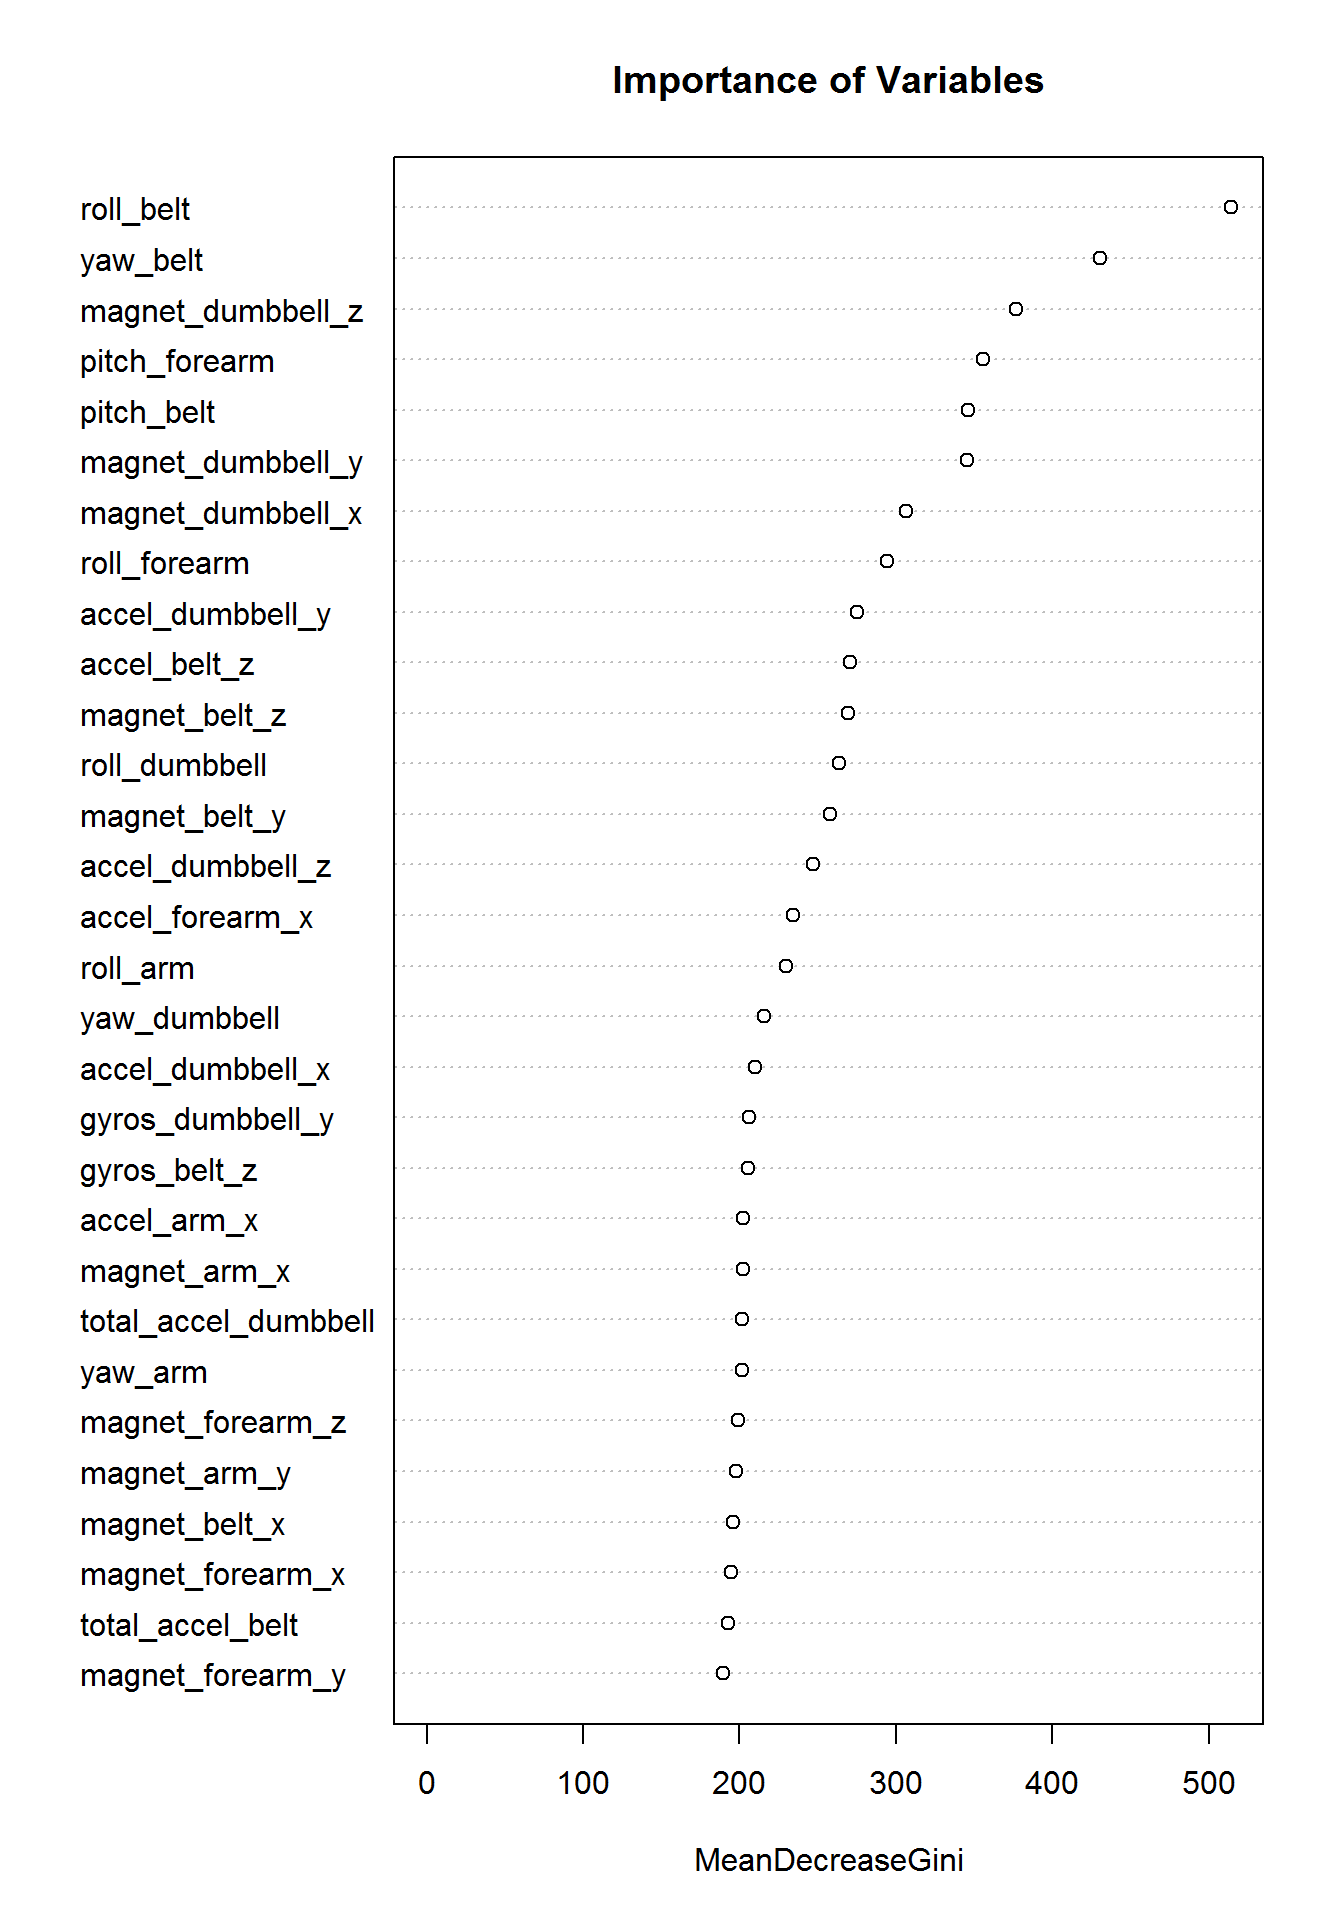 Importance of Variables
roll_belt
yaw_belt
magnet_dumbbell_z
pitch_forearm
pitch_belt
magnet_dumbbell_y
magnet_dumbbell_x
roll_forearm
accel_dumbbell_y
accel_belt_z
magnet_belt_z
roll_dumbbell
magnet_belt_y
accel_dumbbell_z
accel_forearm_x
roll_arm
yaw_dumbbell
accel_dumbbell_x
gyros_dumbbell_y
gyros_belt_z
accel_arm_x
magnet_arm_x
total_accel_dumbbell
yaw_arm
magnet_forearm_z
magnet_arm_y
magnet_belt_x
magnet_forearm_x
total_accel_belt
magnet_forearm_y
0 100 200 300 400 500
MeanDecreaseGini